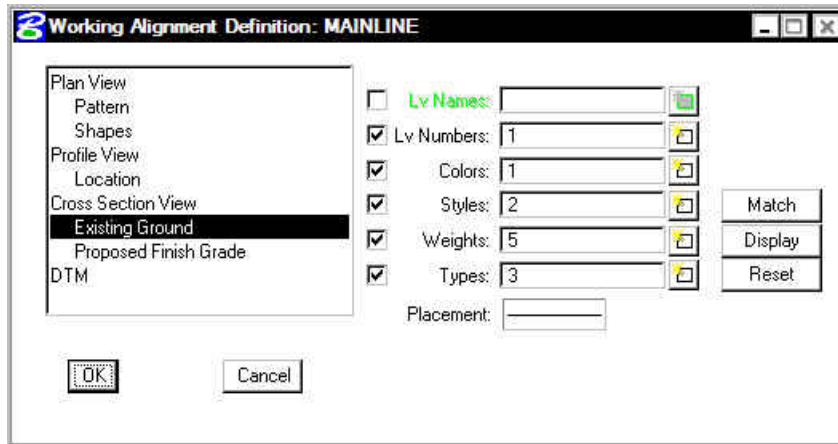 Working Alignment Definition: MAINLINE
Plan View
Pattern
Shapes
Profile View
Location
Cross Section View
Existing Ground
Proposed Finish Grade
DTM
Lv Names:
Lv Numbers: 1
Colors: 1
Styles: 2
Weights: 5
Types: 3
Placement:
Match
Display
Reset
OK
Cancel